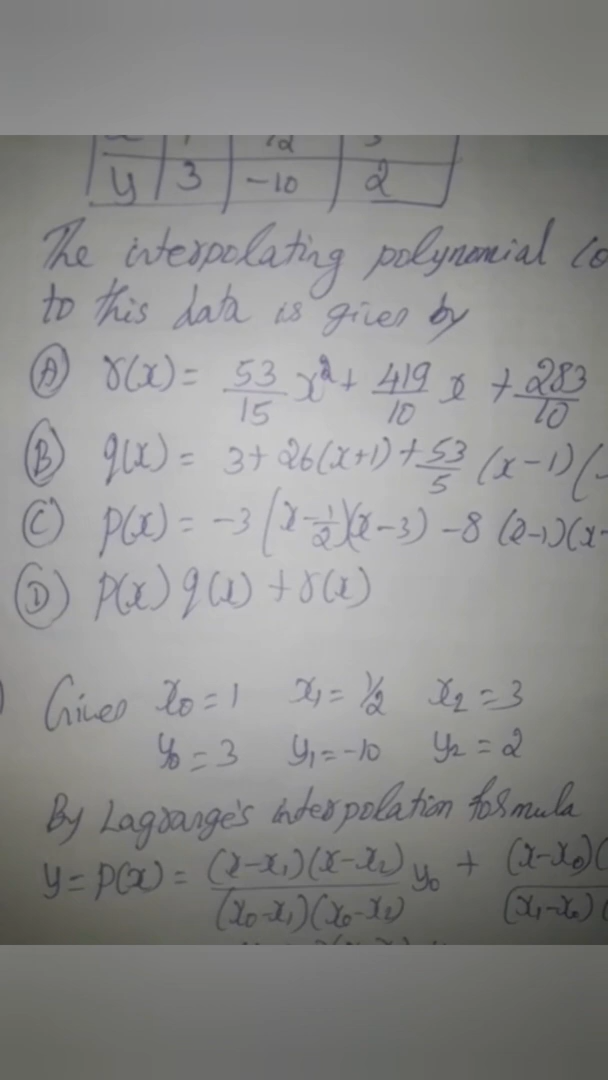 y 3 -10 2
The interpolating polynomial co
to this data is given by
(A) r(x) = 53/15 x² + 419/10 x + 283/10
(B) q(x) = 3 + 26(x+1) + 53/5 (x-1)(
(C) p(x) = -3 (x-1/2)(x-3) -8 (x-1)(x-
(D) p(x) q(x) + r(x)
Given x₀ = 1 x₁ = 1/2 x₂ = 3
y₀ = 3 y₁ = -10 y₂ = 2
By Lagrange's interpolation formula
y = p(x) = (x-x₁)(x-x₂)/(x₀-x₁)(x₀-x₂) y₀ + (x-x₀)(/(x₁-x₀)(